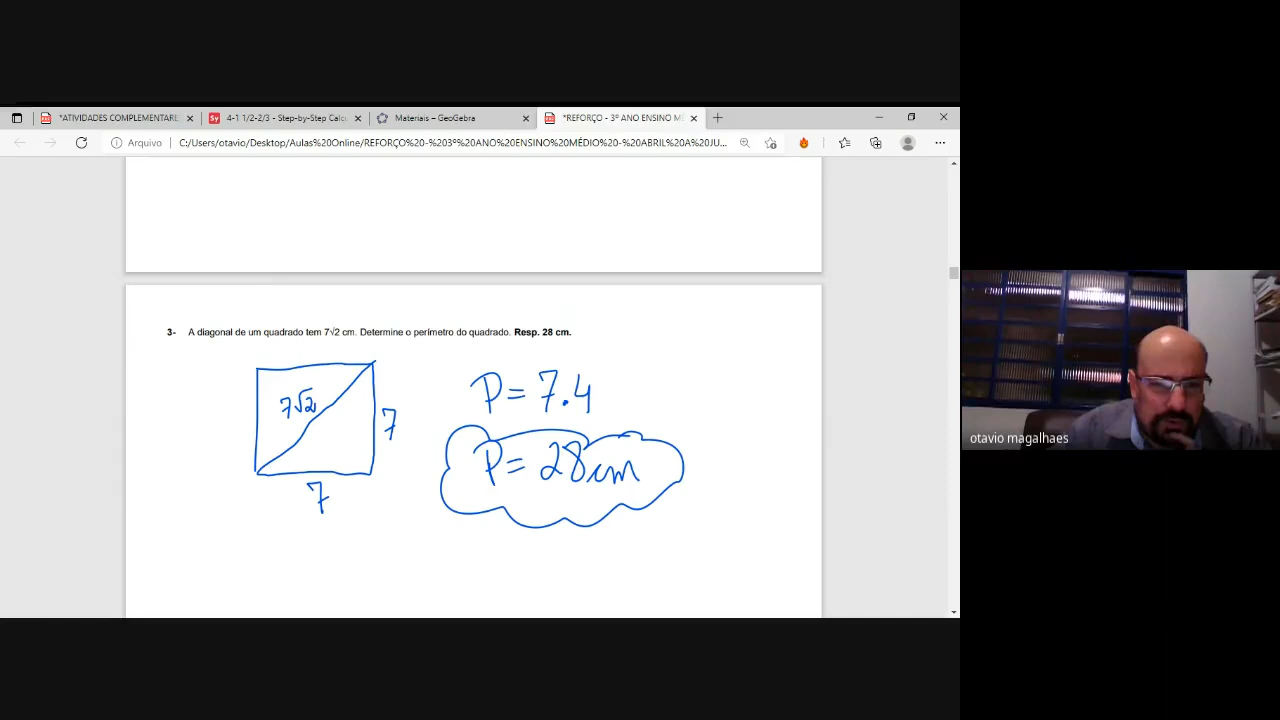 *ATIVIDADES COMPLEMENTARE
4-1 1/2-2/3 - Step-by-Step Calc
Materiais – GeoGebra
*REFORÇO - 3º ANO ENSINO MÉ
Arquivo
C:/Users/otavio/Desktop/Aulas%20Online/REFORÇO%20-%203º%20ANO%20ENSINO%20MÉDIO%20-%20ABRIL%20A%20JU...
3- A diagonal de um quadrado tem 7√2 cm. Determine o perímetro do quadrado. Resp. 28 cm.
7√2
7
7
P = 7.4
P = 28cm
otavio magalhaes